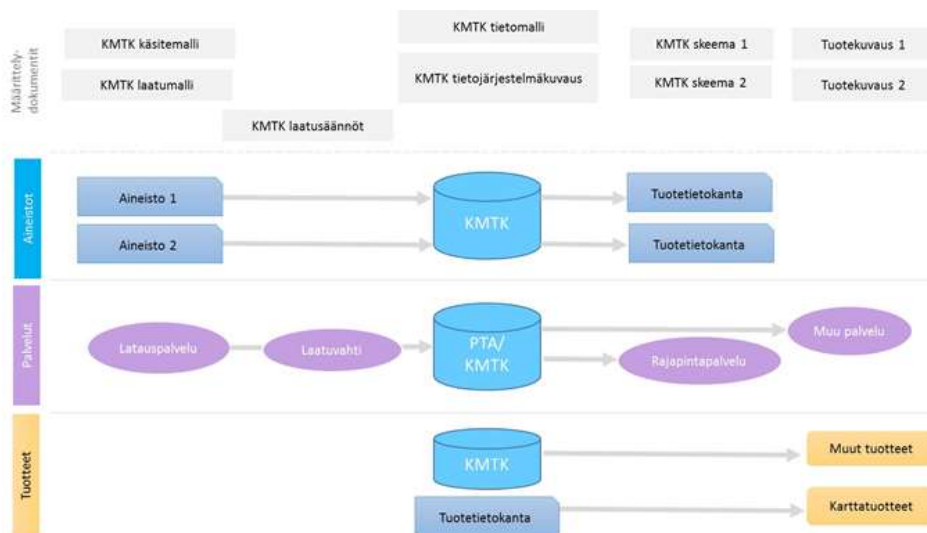 Määrittely-
dokumentit
KMTK käsitemalli
KMTK laatumalli
KMTK laatusäännöt
KMTK tietomalli
KMTK tietojärjestelmäkuvaus
KMTK skeema 1
KMTK skeema 2
Tuotekuvaus 1
Tuotekuvaus 2
Aineistot
Aineisto 1
Aineisto 2
KMTK
Tuotetietokanta
Tuotetietokanta
Palvelut
Latauspalvelu
Laatuvahti
PTA/
KMTK
Rajapintapalvelu
Muu palvelu
Tuotteet
KMTK
Tuotetietokanta
Muut tuotteet
Karttatuotteet